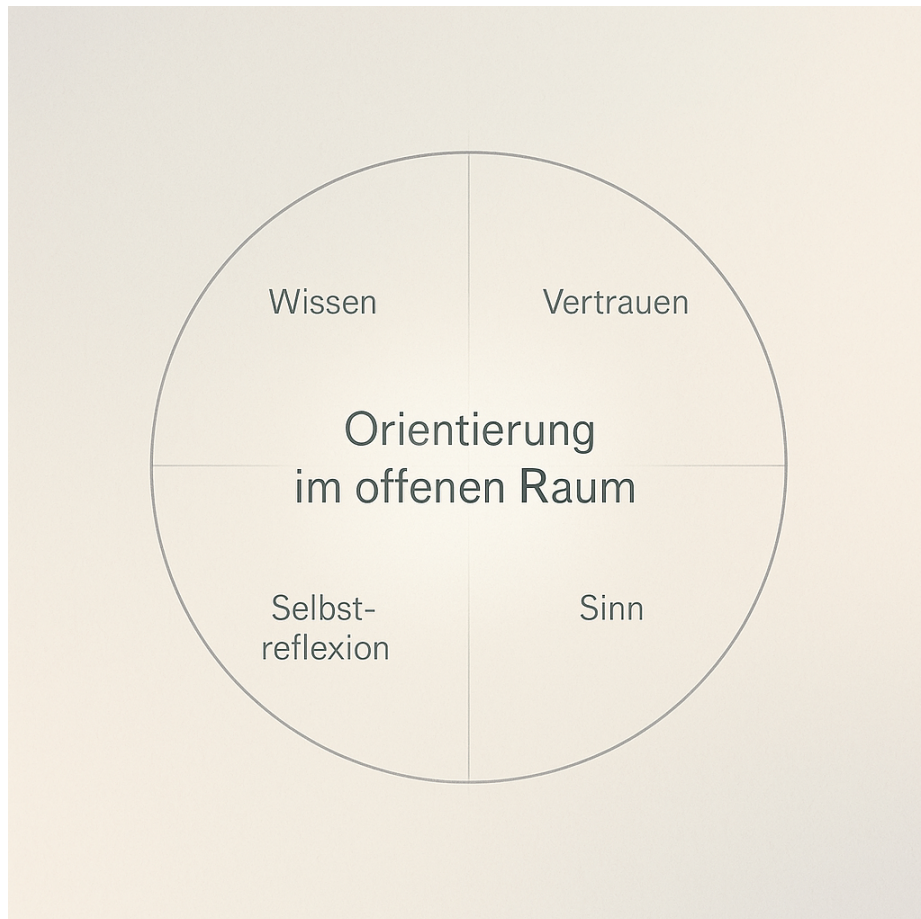 Wissen
Vertrauen
Orientierung
im offenen Raum
Selbst-
reflexion
Sinn